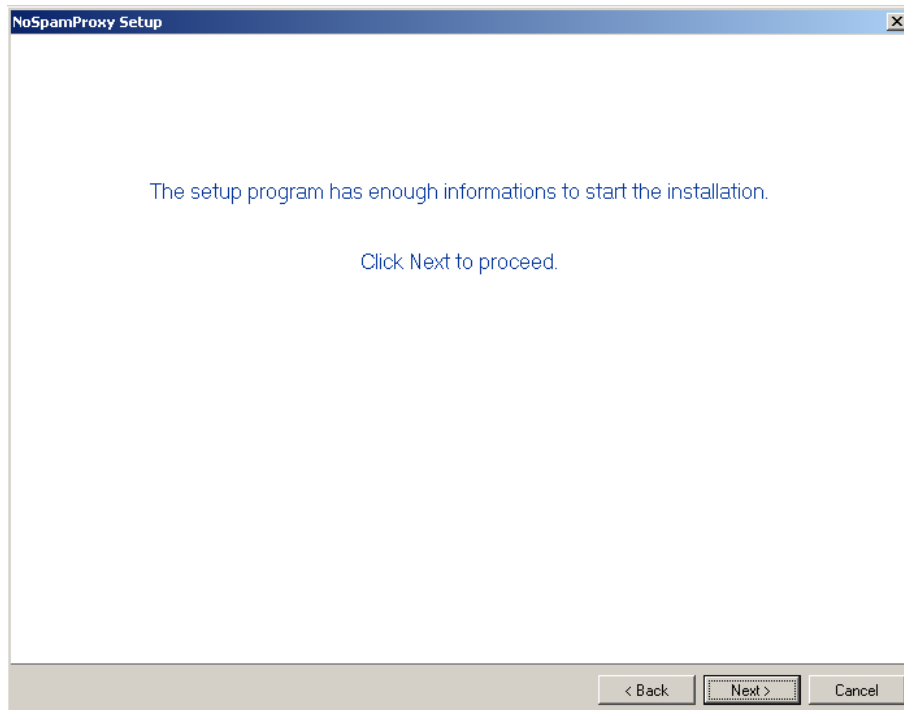 NoSpamProxy Setup
The setup program has enough informations to start the installation.
Click Next to proceed.
< Back Next > Cancel